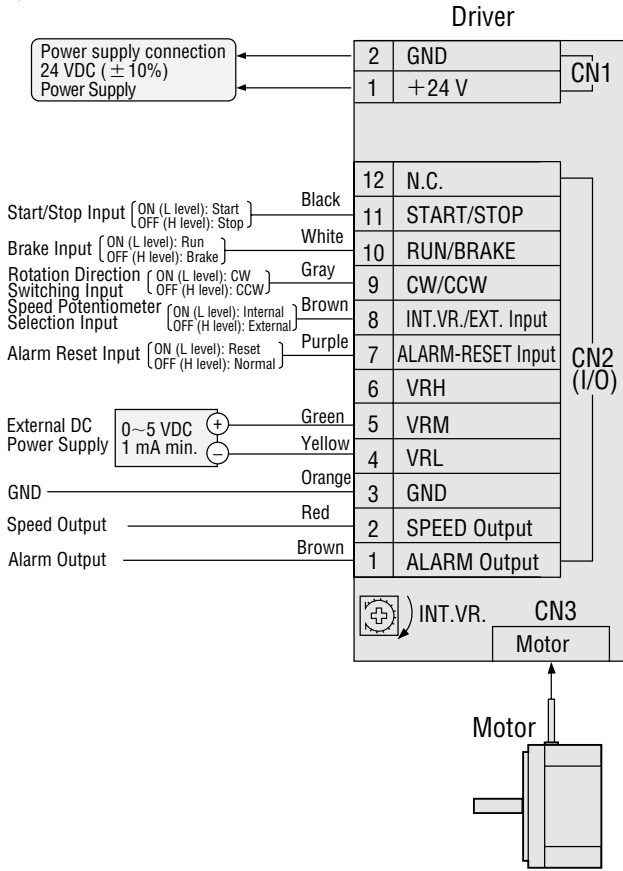 Driver
Power supply connection
24 VDC (±10%)
Power Supply
2 GND
1 +24 V
CN1
12 N.C.
Start/Stop Input [ON (L level): Start
OFF (H level): Stop]
Black
11 START/STOP
Brake Input [ON (L level): Run
OFF (H level): Brake]
White
10 RUN/BRAKE
Rotation Direction
Switching Input
[ON (L level): CW
OFF (H level): CCW]
Gray
9 CW/CCW
Speed Potentiometer
Selection Input
[ON (L level): Internal
OFF (H level): External]
Brown
8 INT.VR./EXT. Input
Alarm Reset Input [ON (L level): Reset
OFF (H level): Normal]
Purple
7 ALARM-RESET Input
CN2
(I/O)
6 VRH
External DC
Power Supply
0~5 VDC
1 mA min.
+
−
Green
5 VRM
Yellow
4 VRL
GND
Orange
3 GND
Speed Output
Red
2 SPEED Output
Alarm Output
Brown
1 ALARM Output
INT.VR.
CN3
Motor
Motor